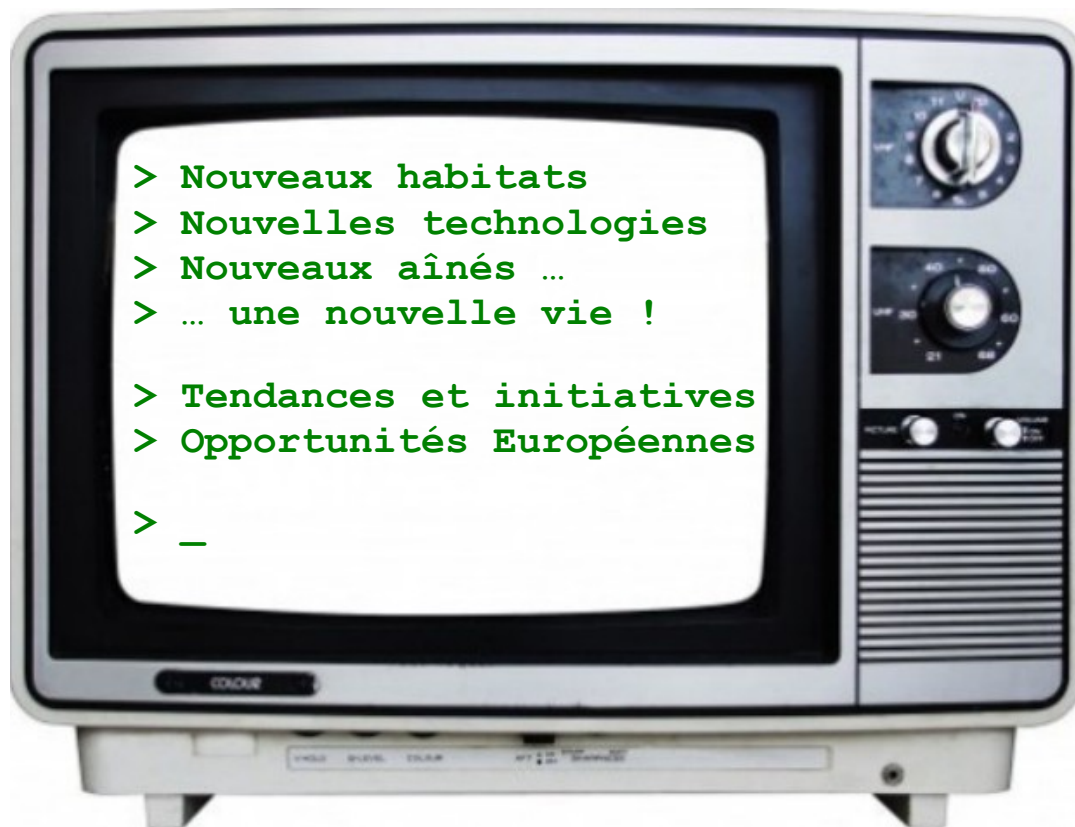 > Nouveaux habitats
> Nouvelles technologies
> Nouveaux aînés …
> … une nouvelle vie !
> Tendances et initiatives
> Opportunités Européennes
> _
COLOUR